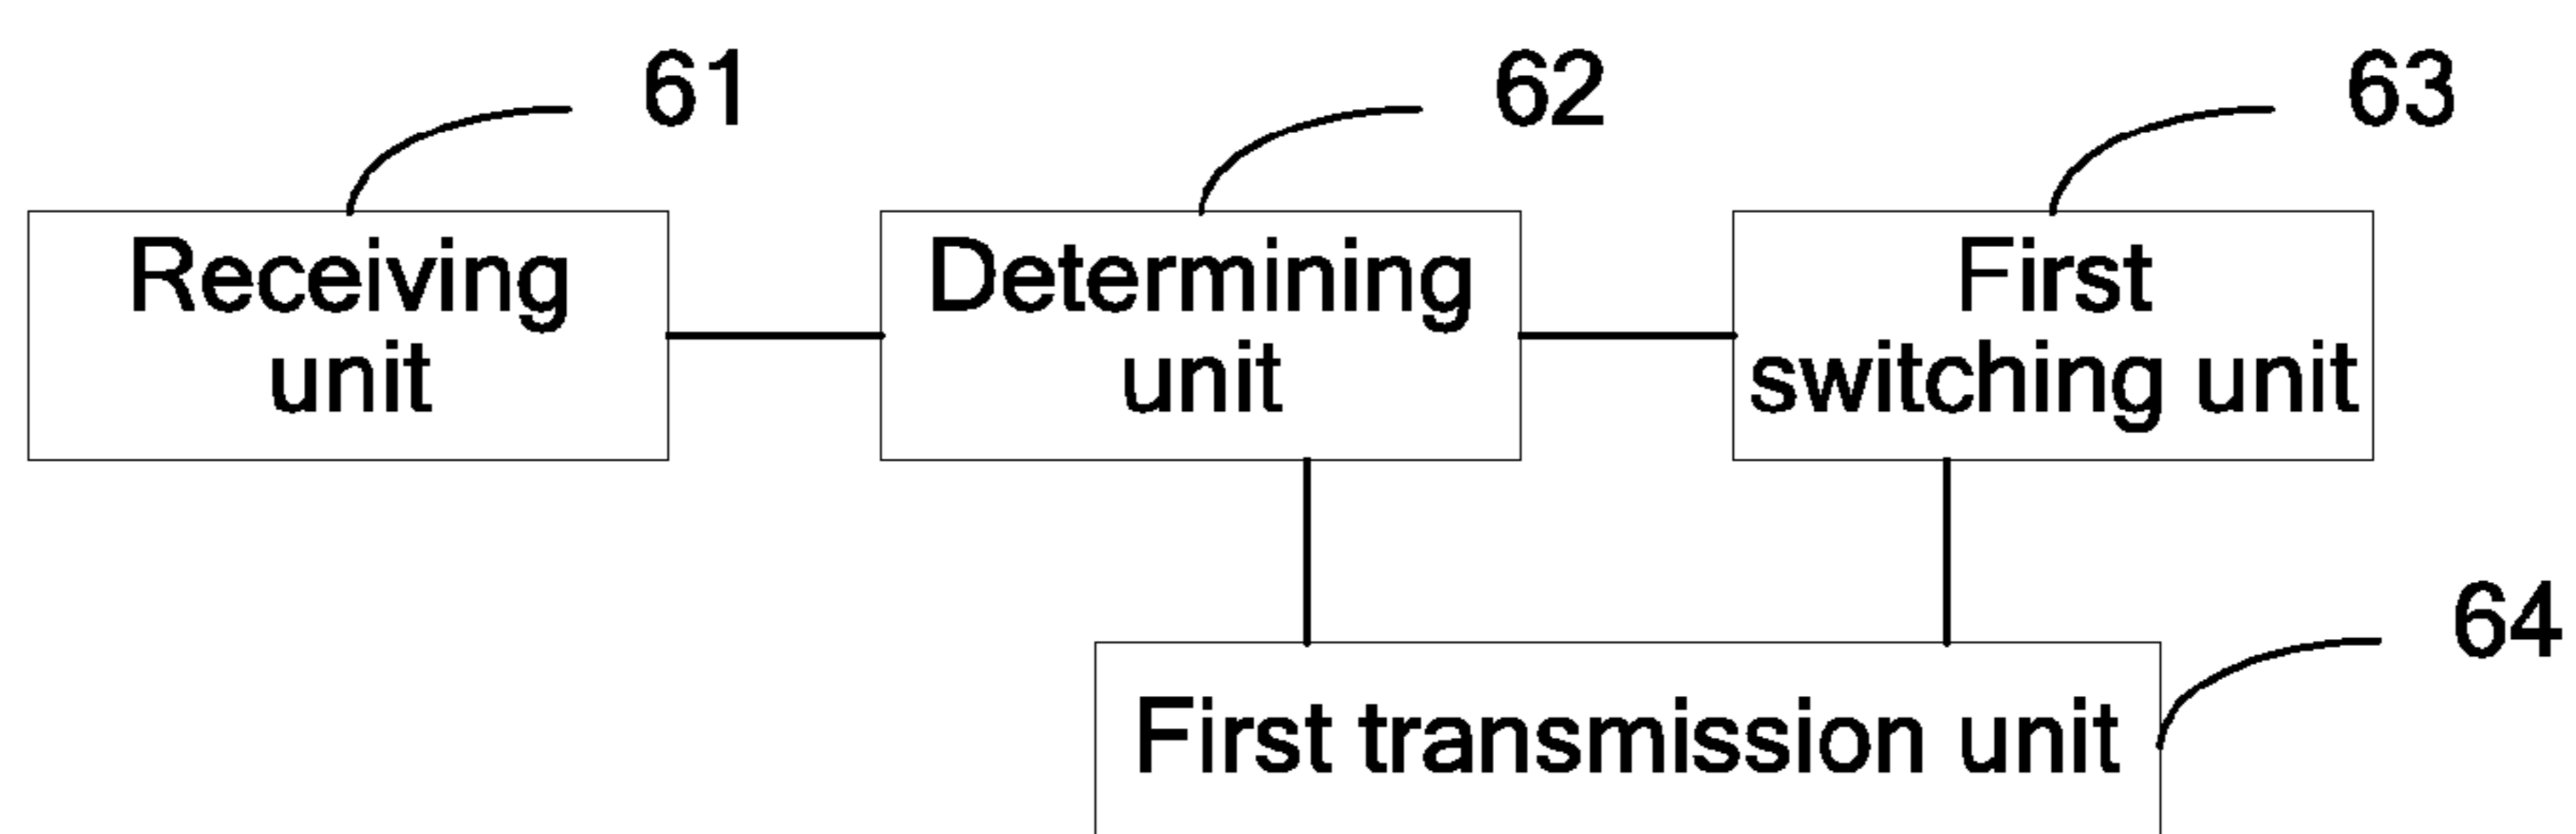 61
62
63
Receiving
unit
Determining
unit
First
switching unit
64
First transmission unit